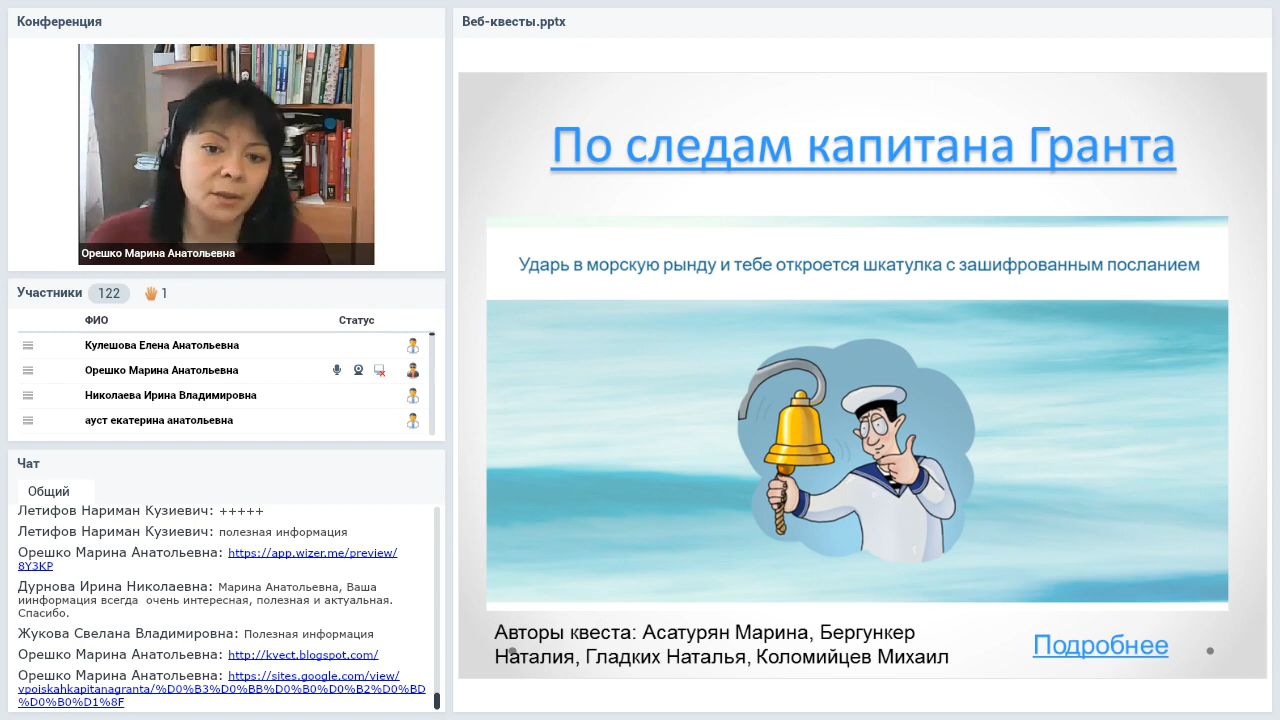 Конференция
Орешко Марина Анатольевна
Участники 122 1
ФИО Статус
Кулешова Елена Анатольевна
Орешко Марина Анатольевна
Николаева Ирина Владимировна
ауст екатерина анатольевна
Чат
Общий
Летифов Нариман Кузиевич: +++++
Летифов Нариман Кузиевич: полезная информация
Орешко Марина Анатольевна: https://app.wizer.me/preview/
8Y3KP
Дурнова Ирина Николаевна: Марина Анатольевна, Ваша
иинформация всегда очень интересная, полезная и актуальная.
Спасибо.
Жукова Свелана Владимировна: Полезная информация
Орешко Марина Анатольевна: http://kvect.blogspot.com/
Орешко Марина Анатольевна: https://sites.google.com/view/
vpoiskahkapitanagranta/%D0%B3%D0%BB%D0%B0%D0%B2%D0%BD
%D0%B0%D1%8F
Веб-квесты.pptx
По следам капитана Гранта
Ударь в морскую рынду и тебе откроется шкатулка с зашифрованным посланием
Авторы квеста: Асатурян Марина, Бергункер
Наталия, Гладких Наталья, Коломийцев Михаил
Подробнее